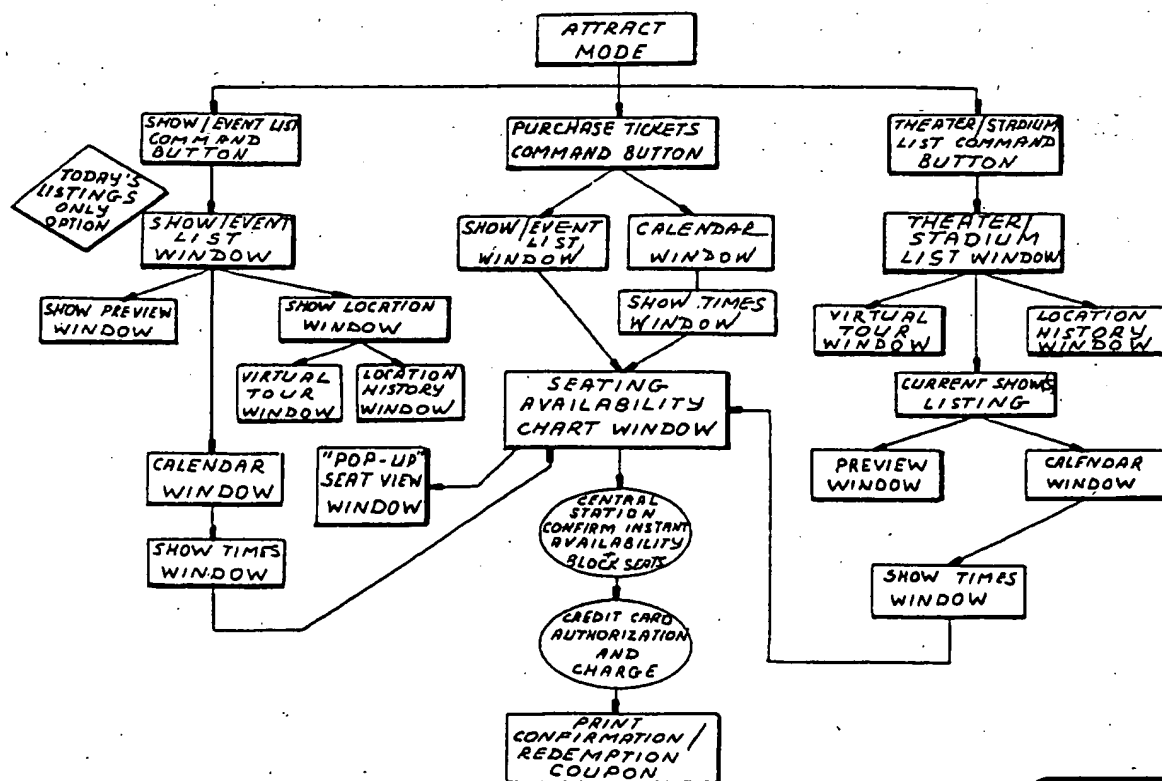 ATTRACT
MODE
SHOW/EVENT LIST
COMMAND
BUTTON
PURCHASE TICKETS
COMMAND BUTTON
THEATER/STADIUM
LIST COMMAND
BUTTON
TODAY'S
LISTINGS
ONLY
OPTION
SHOW/EVENT
LIST
WINDOW
SHOW/EVENT
LIST
WINDOW
CALENDAR
WINDOW
THEATER/
STADIUM
LIST WINDOW
SHOW PREVIEW
WINDOW
SHOW LOCATION
WINDOW
SHOW TIMES
WINDOW
VIRTUAL
TOUR
WINDOW
LOCATION
HISTORY
WINDOW
VIRTUAL
TOUR
WINDOW
LOCATION
HISTORY
WINDOW
SEATING
AVAILABILITY
CHART WINDOW
CURRENT SHOWS
LISTING
CALENDAR
WINDOW
"POP-UP"
SEAT VIEW
WINDOW
PREVIEW
WINDOW
CALENDAR
WINDOW
CENTRAL
STATION
CONFIRM INSTANT
AVAILABILITY
+
BLOCK SEATS
SHOW TIMES
WINDOW
SHOW TIMES
WINDOW
CREDIT CARD
AUTHORIZATION
AND
CHARGE
PRINT
CONFIRMATION/
REDEMPTION
COUPON